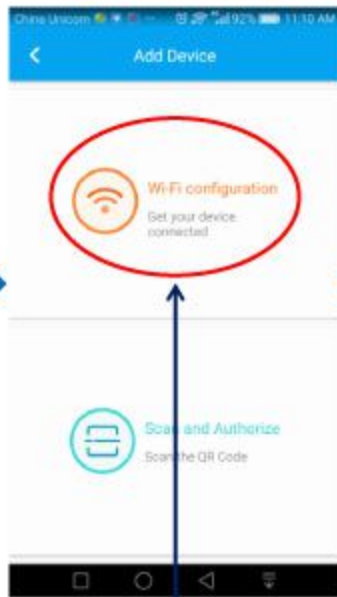 China Unicom 92% 11:10 AM
Add Device
Wi-Fi configuration
Get your device
connected
Scan and Authorize
Scan the QR Code